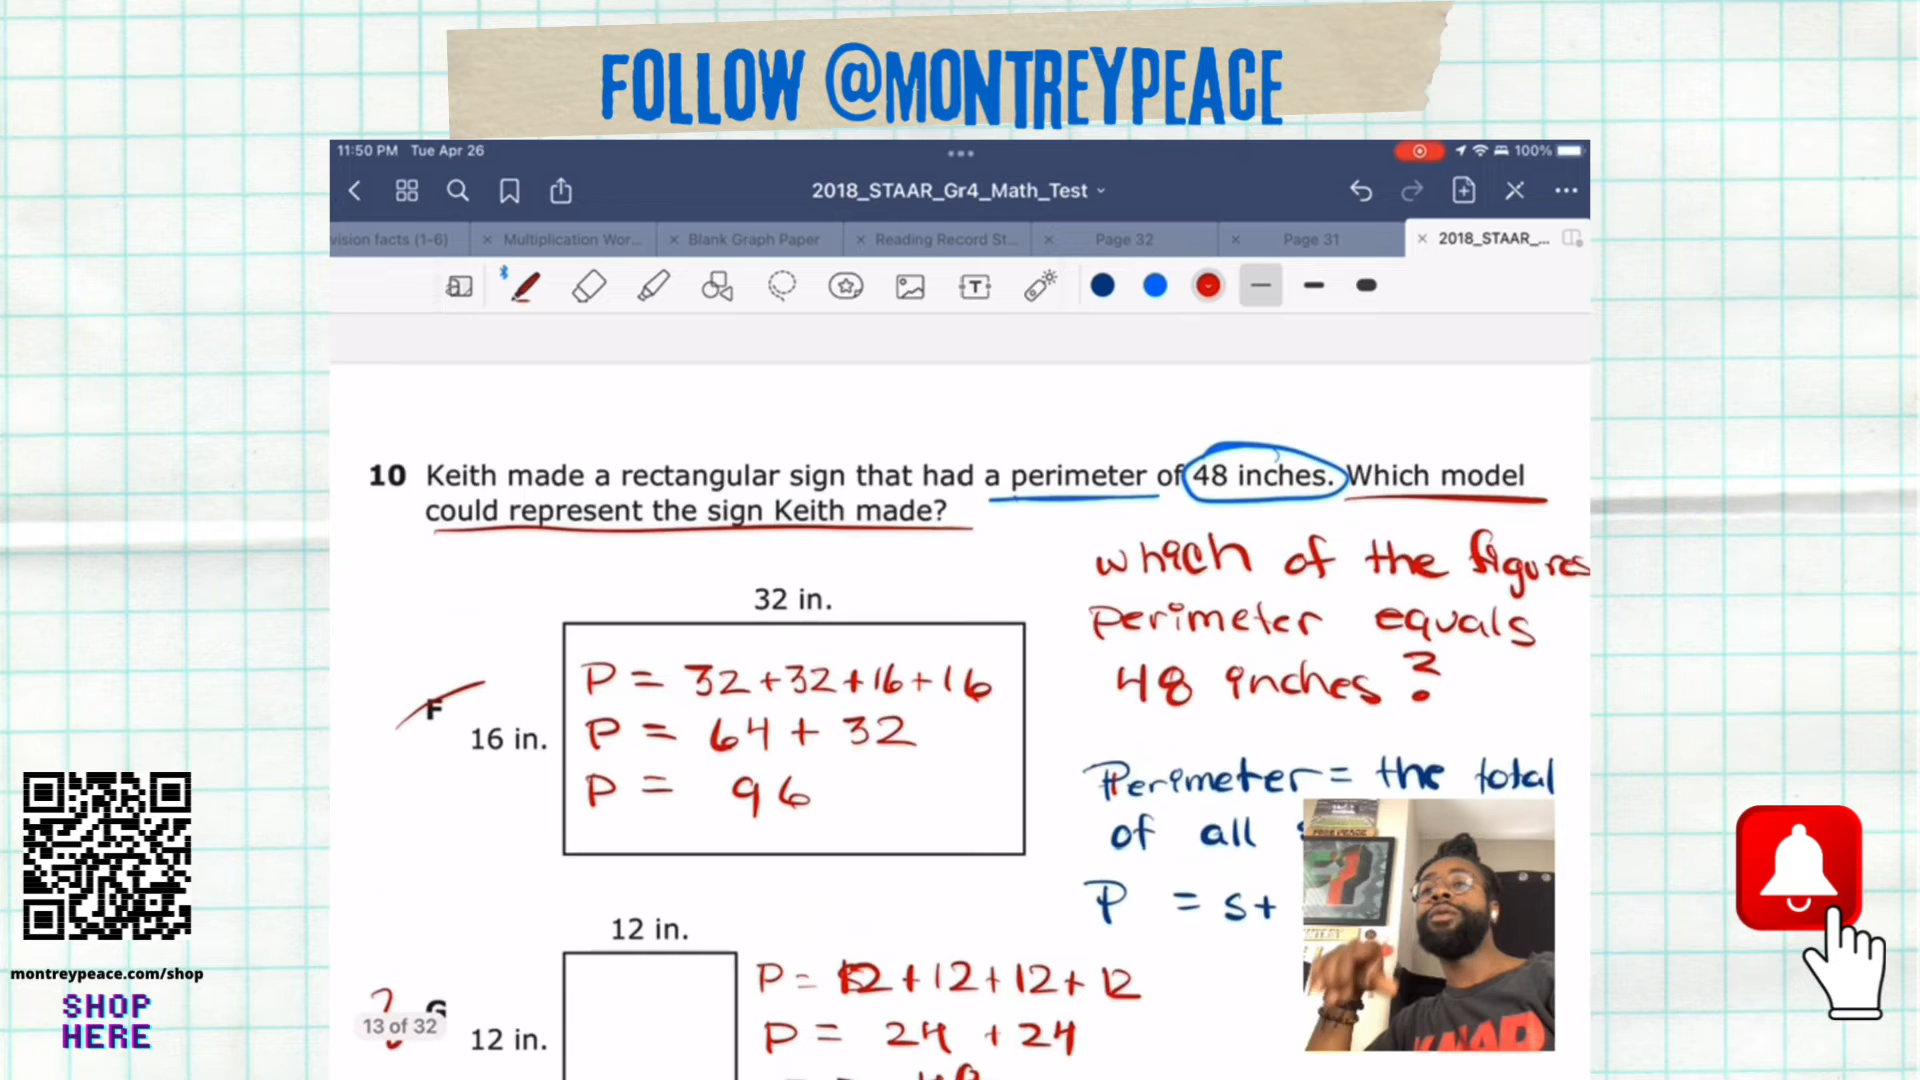 FOLLOW @MONTREYPEACE
11:50 PM Tue Apr 26
100%
2018_STAAR_Gr4_Math_Test
vision facts (1-6)
Multiplication Wor...
Blank Graph Paper
Reading Record St...
Page 32
Page 31
2018_STAAR_...
10 Keith made a rectangular sign that had a perimeter of 48 inches. Which model
could represent the sign Keith made?
which of the figures
perimeter equals
48 inches?
32 in.
F
16 in.
P = 32+32+16+16
P = 64 + 32
P = 96
Perimeter = the total
of all
P = s+
12 in.
G
12 in.
P = 12+12+12+12
P = 24 + 24
48
? 
13 of 32
montreypeace.com/shop
SHOP
HERE